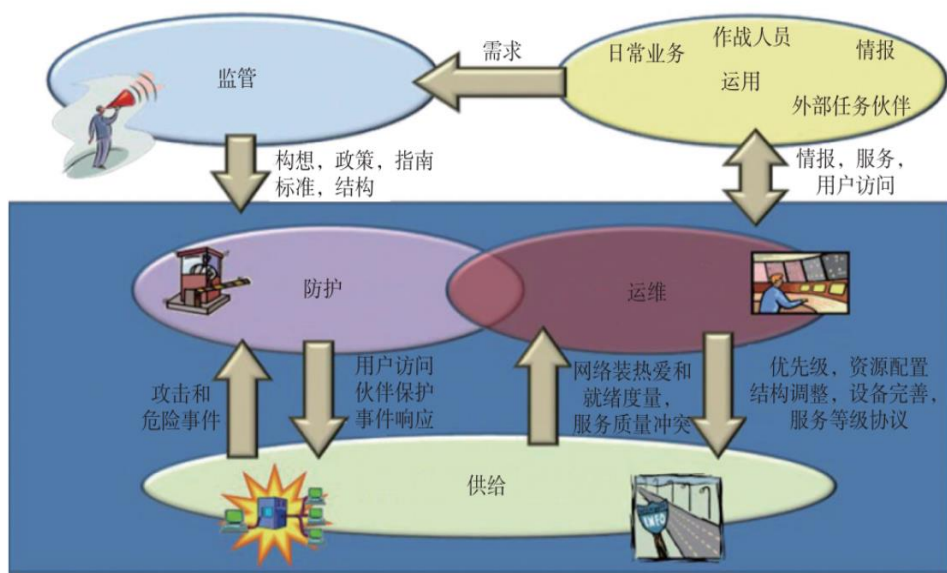 需求
日常业务
作战人员
情报
监管
运用
外部任务伙伴
构想，政策，指南
标准，结构
情报，服务，
用户访问
防护
运维
攻击和
危险事件
用户访问
伙伴保护
事件响应
网络装热爱和
就绪度量，
服务质量冲突
优先级，资源配置
结构调整，设备完善，
服务等级协议
供给
INFO